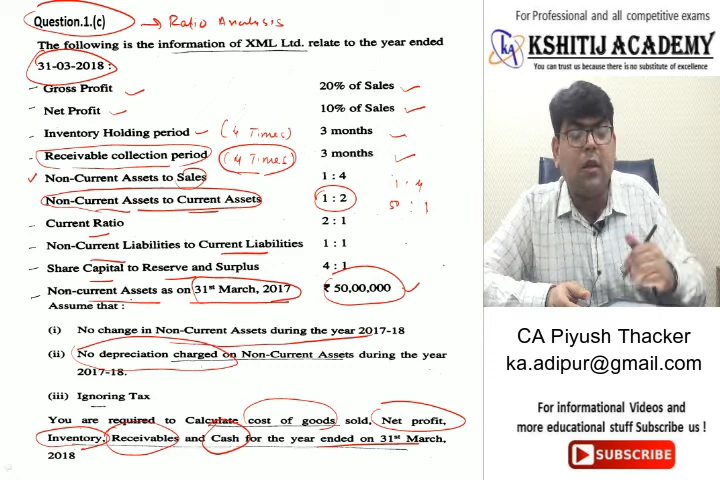 Question.1.(c) → Ratio Analysis
The following is the information of XML Ltd. relate to the year ended
31-03-2018 :
Gross Profit 20% of Sales
Net Profit 10% of Sales
Inventory Holding period (4 Times) 3 months
Receivable collection period (4 Times) 3 months
Non-Current Assets to Sales 1 : 4 1 : 4
Non-Current Assets to Current Assets 1 : 2 50 : 1
Current Ratio 2 : 1
Non-Current Liabilities to Current Liabilities 1 : 1
Share Capital to Reserve and Surplus 4 : 1
Non-current Assets as on 31st March, 2017 ₹ 50,00,000
Assume that :
(i) No change in Non-Current Assets during the year 2017-18
(ii) No depreciation charged on Non-Current Assets during the year
2017-18.
(iii) Ignoring Tax
You are required to Calculate cost of goods sold, Net profit,
Inventory, Receivables and Cash for the year ended on 31st March,
2018
For Professional and all competitive exams
KA
KSHITIJ ACADEMY
You can trust us because there is no substitute of excellence
CA Piyush Thacker
ka.adipur@gmail.com
For informational Videos and
more educational stuff Subscribe us !
SUBSCRIBE